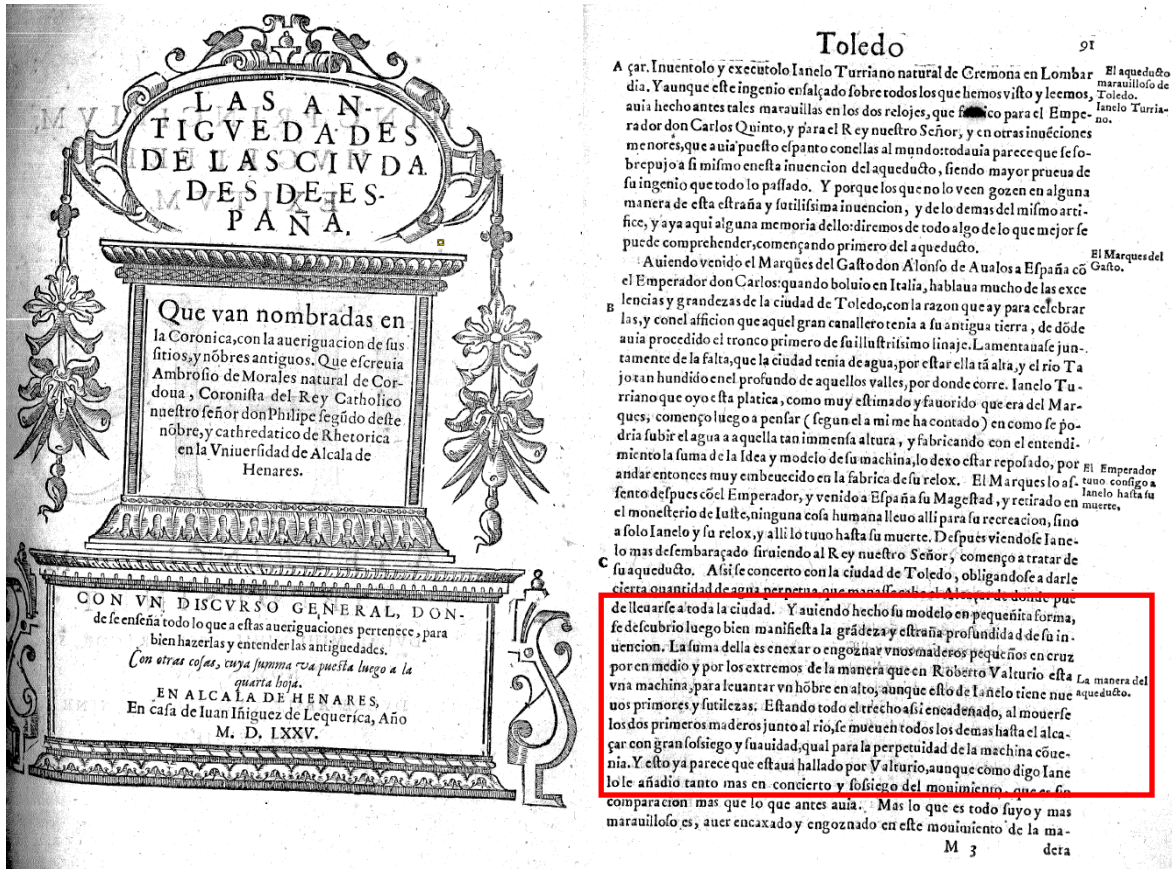 LAS AN-
TIGVEDADES
DE LAS CIVDA.
DES DE ES-
PAÑA.
Que van nombradas en
la Coronica, con la aueriguacion de sus
sitios, y nõbres antiguos. Que escreuia
Ambrosio de Morales natural de Cor-
doua, Coronista del Rey Catholico
nuestro señor don Philipe segũdo deste
nõbre, y cathredatico de Rhetorica
en la Vniuersidad de Alcala de
Henares.
CON VN DISCVRSO GENERAL, DON-
de se enseña todo lo que a estas aueriguaciones pertenece, para
bien hazerlas y entender las antiguedades.
Con otras cosas, cuya summa va puesta luego a la
quarta hoja.
EN ALCALA DE HENARES,
En casa de Iuan Iñiguez de Lequerica, Año
M. D. LXXV.
Toledo 91
A çar. Inuentolo y executolo Ianelo Turriano natural de Cremona en Lombar
dia. Y aunque este ingenio ensalçado sobre todos los que hemos visto y leemos,
auia hecho antes tales marauillas en los dos relojes, que para el Empe-
rador don Carlos Quinto, y para el Rey nuestro Señor, y en otras inuẽciones
menores, que auia puesto espanto con ellas al mundo: todauia parece que se so-
brepujo a si mismo en esta inuencion del aqueducto, siendo mayor prueua de
su ingenio que todo lo passado. Y porque los que no lo veen gozen en alguna
manera de esta estraña y sutilissima inuencion, y de lo demas del mismo arti-
fice, y aya aqui alguna memoria dello: diremos de todo algo de lo que mejor se
puede comprehender, començando primero del aqueducto.
El aqueducto
marauilloso de
Toledo.
Ianelo Turria-
no.
Auiendo venido el Marqües del Gasto don Alonso de Aualos a España cõ
el Emperador don Carlos: quando boluio en Italia, hablaua mucho de las exce
B lencias y grandezas de la ciudad de Toledo, con la razon que ay para celebrar
las, y con el afficion que aquel gran cauallero tenia a su antigua tierra, de dõde
auia procedido el tronco primero de su illustrissimo linaje. Lamentauase jun-
tamente de la falta, que la ciudad tenia de agua, por estar ella tã alta, y el rio Ta
jo tan hundido en el profundo de aquellos valles, por donde corre. Ianelo Tu-
rriano que oyo esta platica, como muy estimado y fauorido que era del Mar-
ques, començo luego a pensar (segun el a mi me ha contado) en como se po-
dria subir el agua a aquella tan immensa altura, y fabricando con el entendi-
miento la suma de la Idea y modelo de su machina, lo dexo estar reposado, por
andar entonces muy embeuecido en la fabrica de su relox. El Marques lo as-
sento despues cõel Emperador, y venido a España su Magestad, y retirado en
el monesterio de Iuste, ninguna cosa humana lleuo alli para su recreacion, sino
a solo Ianelo y su relox, y alli lo tuuo hasta su muerte. Despues viendose Iane-
lo mas desembaraçado siruiendo al Rey nuestro Señor, començo a tratar de
C su aqueducto. Assi se concerto con la ciudad de Toledo, obligandose a darle
cierta quantidad de agua perpetua, que manasse cabe el Alcaçar de donde pue
El Marques del
Gasto.
El Emperador
tuuo consigo a
Ianelo hasta su
muerte.
de lleuarse a toda la ciudad. Y auiendo hecho su modelo en pequeñita forma,
se descubrio luego bien manifiesta la grãdeza y estraña profundidad de su in-
uencion. La suma della es enexar o engoznar vnos maderos pequeños en cruz
por en medio y por los extremos de la manera que en Roberto Valturio esta
vna machina, para leuantar vn hõbre en alto, aunque esto de Ianelo tiene nue
uos primores y sutilezas. Estando todo el trecho assi encadenado, al mouerse
los dos primeros maderos junto al rio, se mueuen todos los demas hasta el alca-
çar con gran sossiego y suauidad, qual para la perpetuidad de la machina cõue-
nia. Y esto ya parece que estaua hallado por Valturio, aunque como digo Iane
lo le añadio tanto mas en concierto y sossiego del mouimiento, que es sin
comparacion mas que lo que antes auia. Mas lo que es todo suyo y mas
marauilloso es, auer encaxado y engoznado en este mouimiento de la ma-
La manera del
aqueducto.
M 3 dera